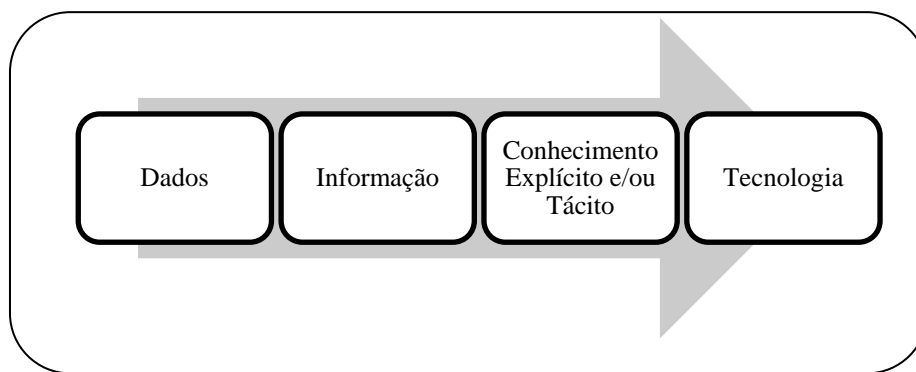 Dados
Informação
Conhecimento
Explícito e/ou
Tácito
Tecnologia